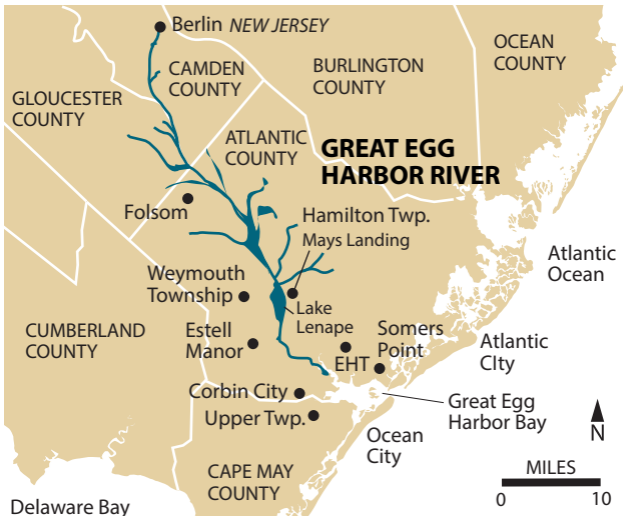 Berlin NEW JERSEY
OCEAN
COUNTY
CAMDEN
COUNTY
BURLINGTON
COUNTY
GLOUCESTER
COUNTY
ATLANTIC
COUNTY
GREAT EGG
HARBOR RIVER
Folsom
Hamilton Twp.
Mays Landing
Atlantic
Ocean
Weymouth
Township
Lake
Lenape
CUMBERLAND
COUNTY
Estell
Manor
Somers
Point
EHT
Atlantic
CIty
Corbin City
Great Egg
Harbor Bay
Upper Twp.
Ocean
City
N
CAPE MAY
COUNTY
MILES
0 10
Delaware Bay